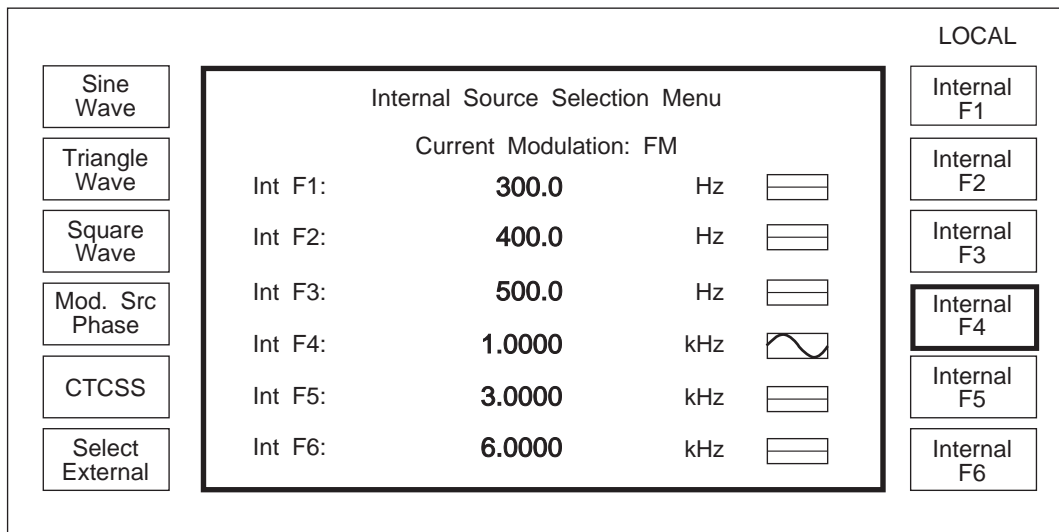 LOCAL
Sine
Wave
Triangle
Wave
Square
Wave
Mod. Src
Phase
CTCSS
Select
External
Internal Source Selection Menu
Current Modulation: FM
Int F1: 300.0 Hz
Int F2: 400.0 Hz
Int F3: 500.0 Hz
Int F4: 1.0000 kHz
Int F5: 3.0000 kHz
Int F6: 6.0000 kHz
Internal
F1
Internal
F2
Internal
F3
Internal
F4
Internal
F5
Internal
F6